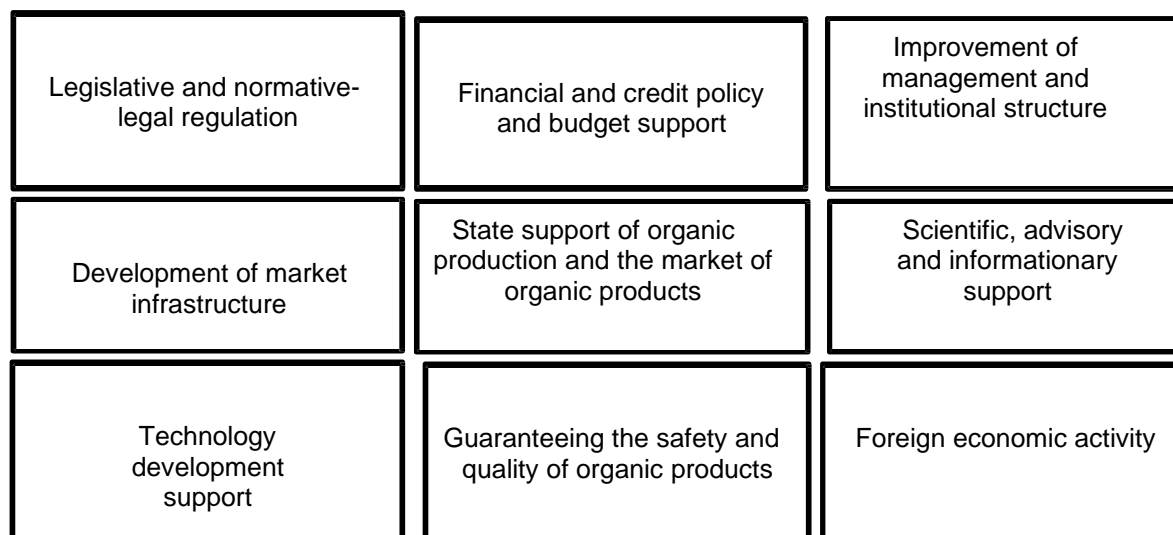 Legislative and normative-
legal regulation
Financial and credit policy
and budget support
Improvement of
management and
institutional structure
Development of market
infrastructure
State support of organic
production and the market of
organic products
Scientific, advisory
and informationary
support
Technology
development
support
Guaranteeing the safety and
quality of organic products
Foreign economic activity